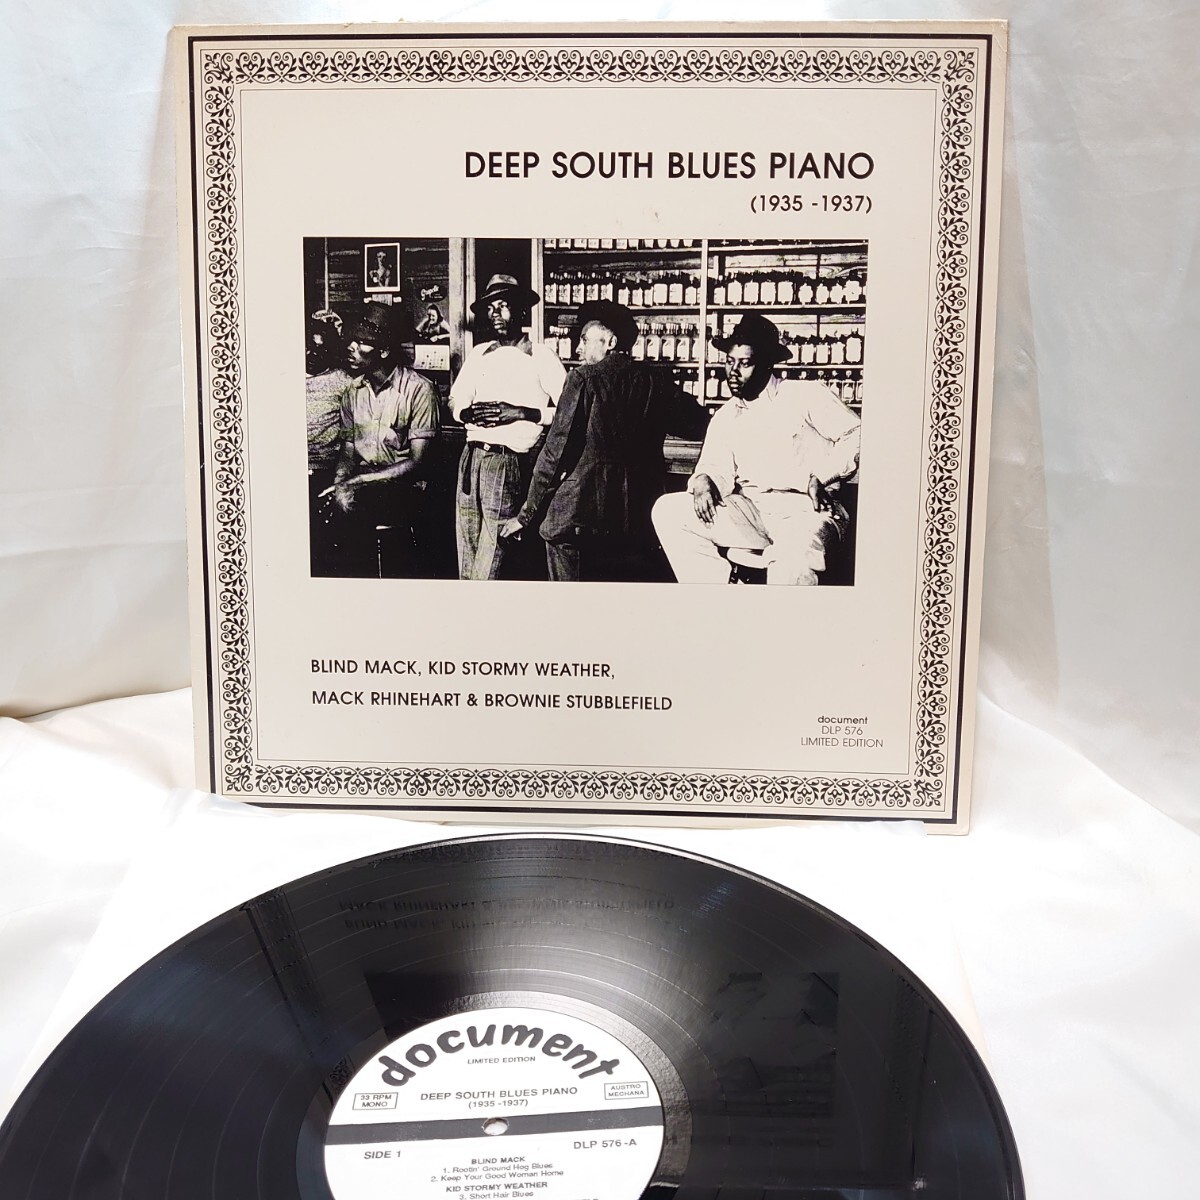 DEEP SOUTH BLUES PIANO
(1935 -1937)
BLIND MACK, KID STORMY WEATHER,
MACK RHINEHART & BROWNIE STUBBLEFIELD
document
DLP 576
LIMITED EDITION
document
LIMITED EDITION
33 RPM
MONO
DEEP SOUTH BLUES PIANO
(1935 -1937)
AUSTRO
MECHANA
SIDE 1
DLP 576-A
BLIND MACK
1. Rootin' Ground Hog Blues
2. Keep Your Good Woman Home
KID STORMY WEATHER
3. Short Hair Blues